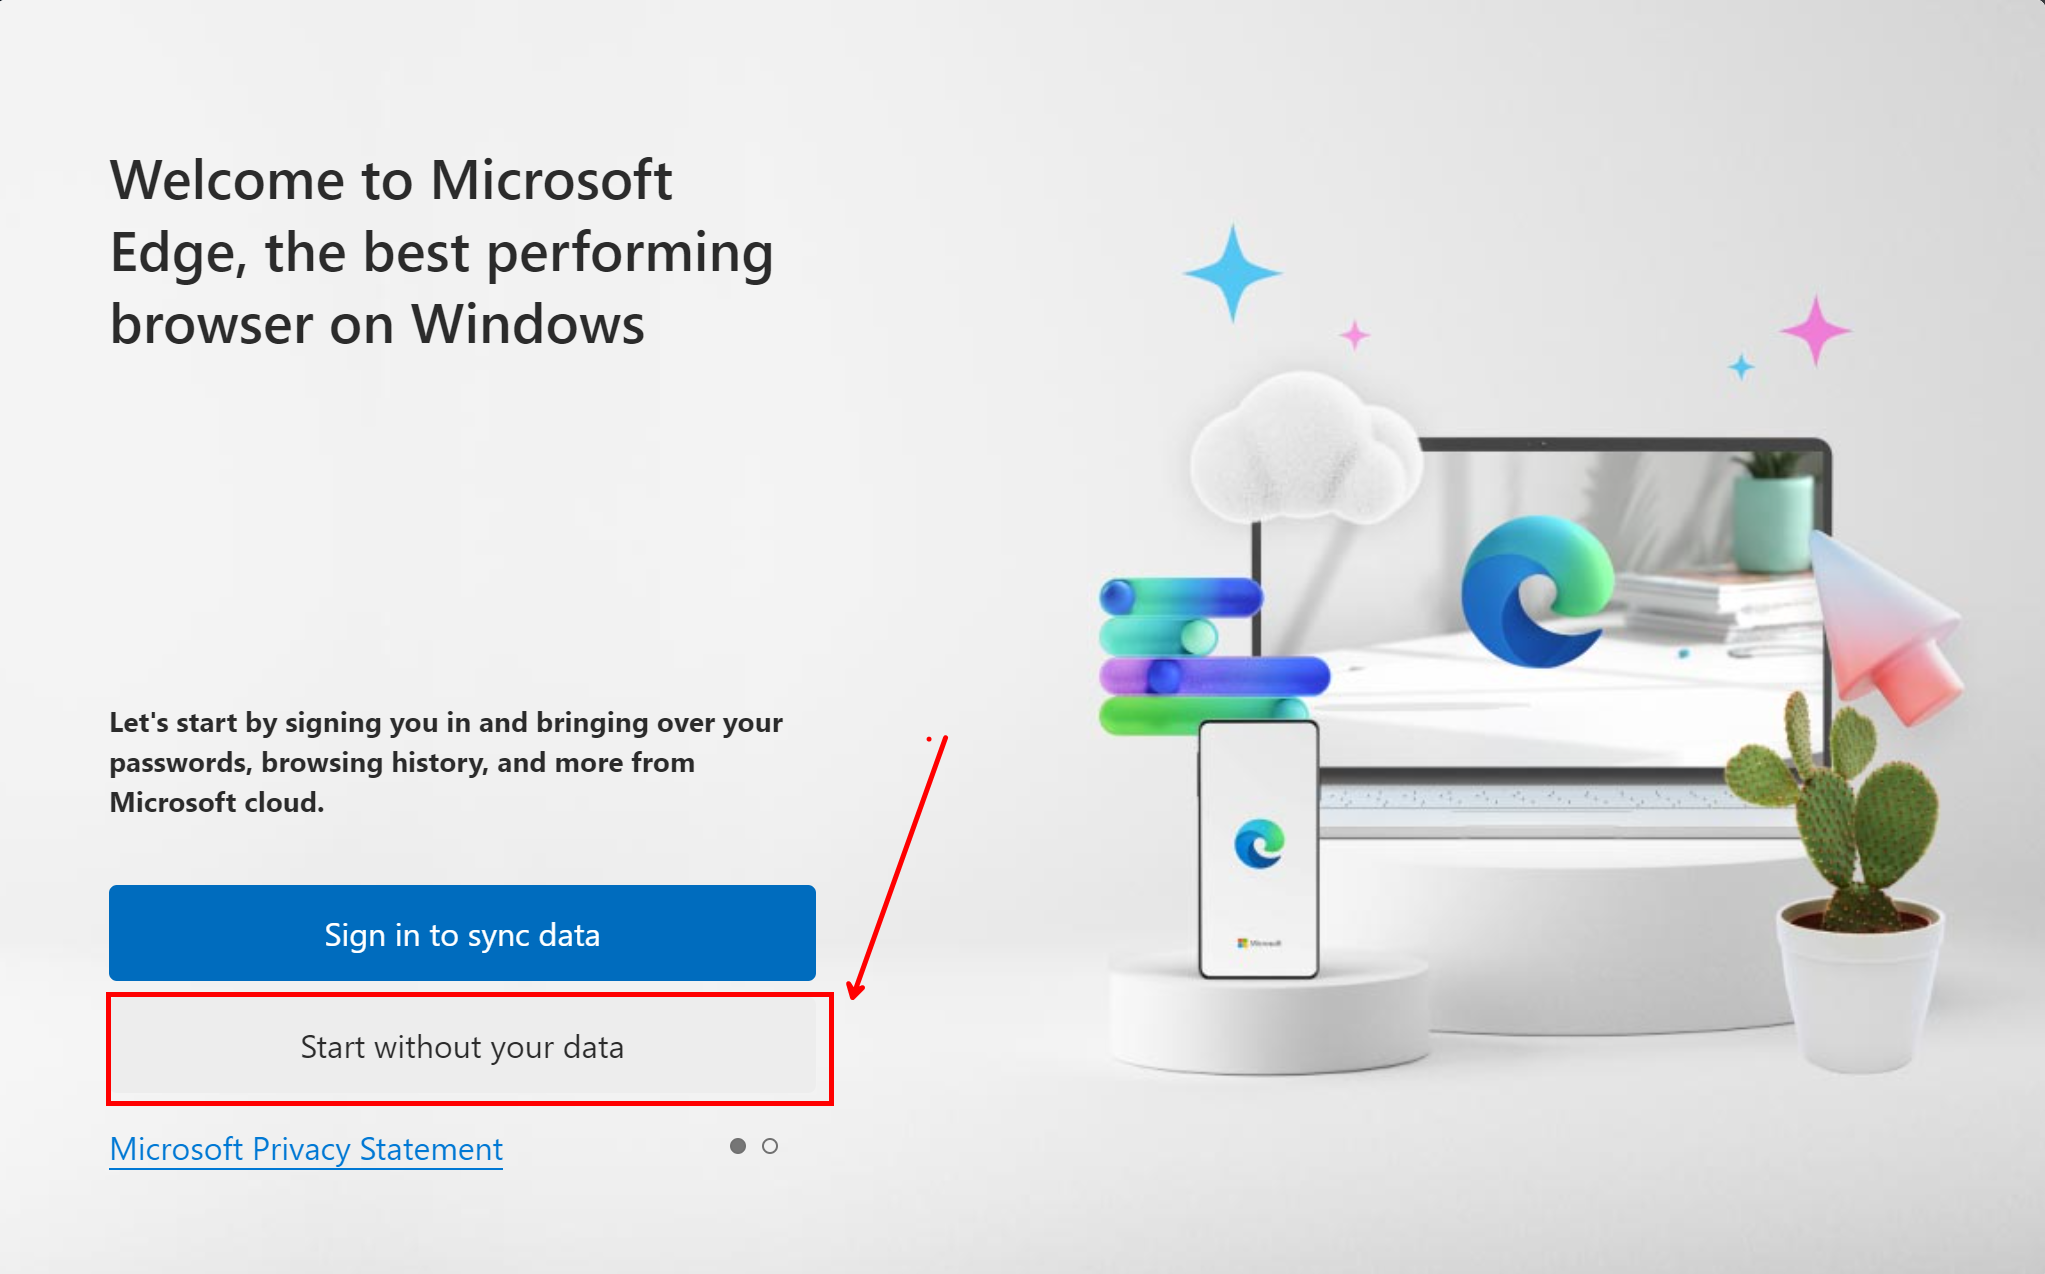 Welcome to Microsoft
Edge, the best performing
browser on Windows
Let's start by signing you in and bringing over your
passwords, browsing history, and more from
Microsoft cloud.
Sign in to sync data
Start without your data
Microsoft Privacy Statement
Microsoft